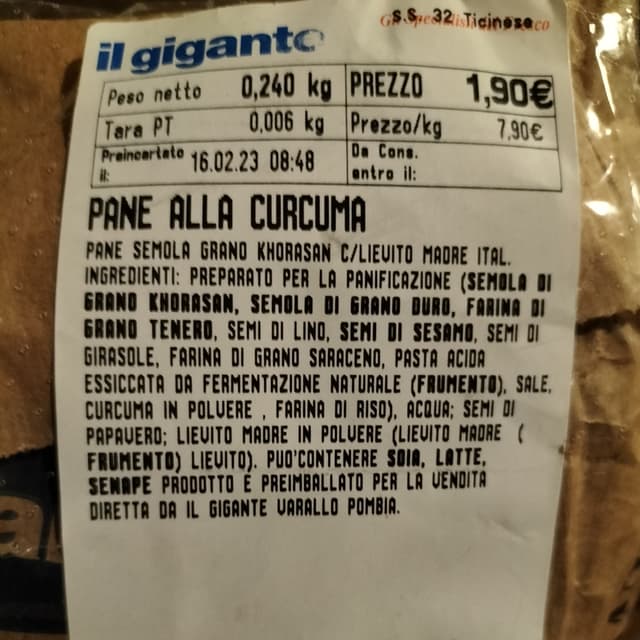 S.S. 32 Ticinese
il gigante
Peso netto 0,240 kg PREZZO 1,90€
Tara PT 0,006 kg Prezzo/kg 7,90€
Preincartato il: 16.02.23 08:48 Da Cons. entro il:
PANE ALLA CURCUMA
PANE SEMOLA GRANO KHORASAN C/LIEVITO MADRE ITAL.
INGREDIENTI: PREPARATO PER LA PANIFICAZIONE (SEMOLA DI
GRANO KHORASAN, SEMOLA DI GRANO DURO, FARINA DI
GRANO TENERO, SEMI DI LINO, SEMI DI SESAMO, SEMI DI
GIRASOLE, FARINA DI GRANO SARACENO, PASTA ACIDA
ESSICCATA DA FERMENTAZIONE NATURALE (FRUMENTO), SALE,
CURCUMA IN POLVERE , FARINA DI RISO), ACQUA; SEMI DI
PAPAVERO; LIEVITO MADRE IN POLVERE (LIEVITO MADRE (
FRUMENTO) LIEVITO). PUO'CONTENERE SOIA, LATTE,
SENAPE PRODOTTO E PREIMBALLATO PER LA VENDITA
DIRETTA DA IL GIGANTE VARALLO POMBIA.